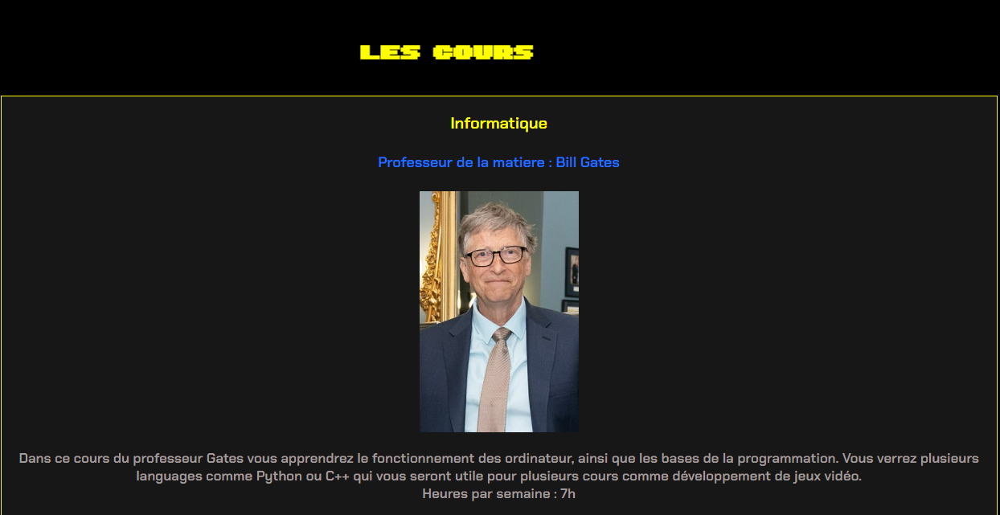 LES COURS
Informatique
Professeur de la matiere : Bill Gates
Dans ce cours du professeur Gates vous apprendrez le fonctionnement des ordinateur, ainsi que les bases de la programmation. Vous verrez plusieurs
languages comme Python ou C++ qui vous seront utile pour plusieurs cours comme développement de jeux vidéo.
Heures par semaine : 7h